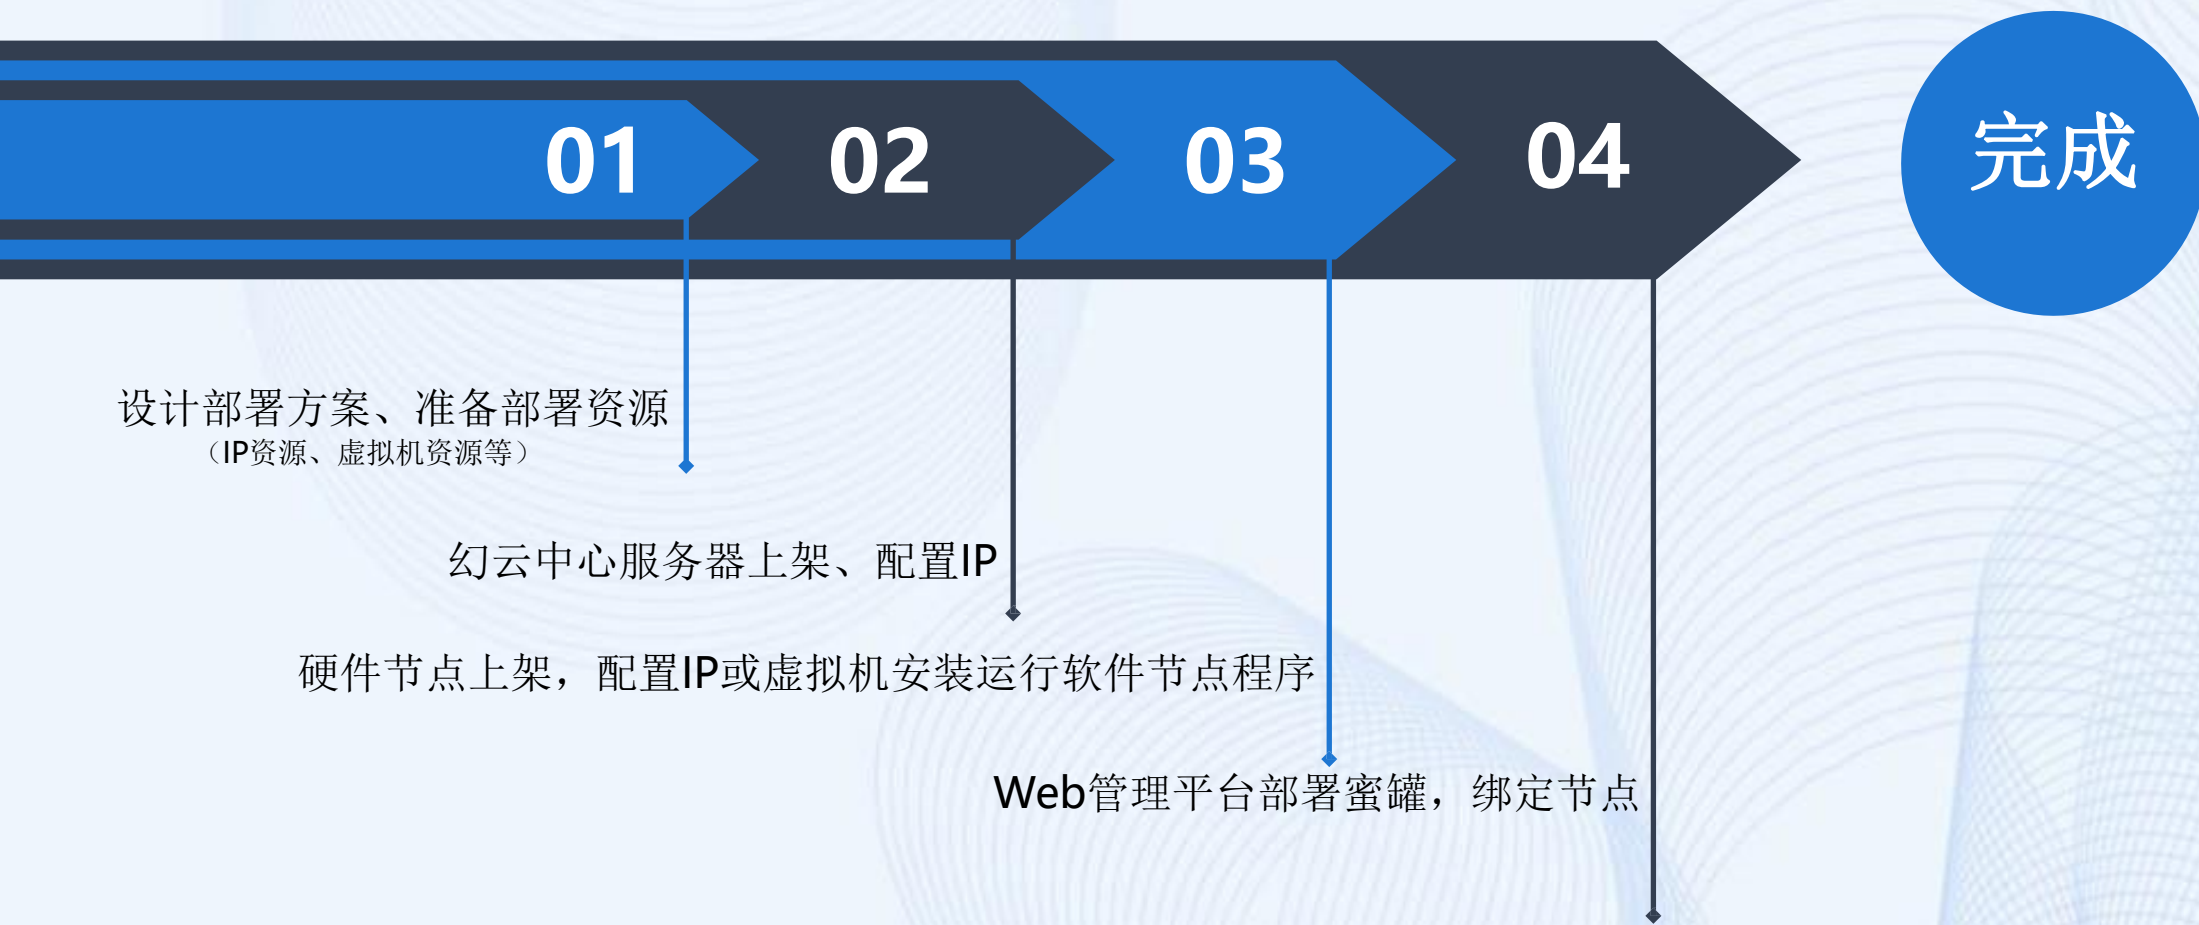 01
02
03
04
完成
设计部署方案、准备部署资源
（IP资源、虚拟机资源等）
幻云中心服务器上架、配置IP
硬件节点上架，配置IP或虚拟机安装运行软件节点程序
Web管理平台部署蜜罐，绑定节点